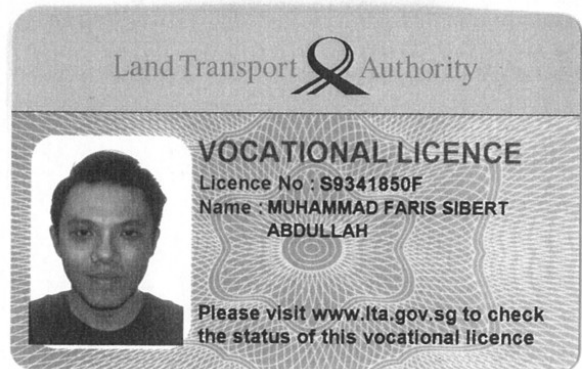 Land Transport Authority
VOCATIONAL LICENCE
Licence No : S9341850F
Name : MUHAMMAD FARIS SIBERT
ABDULLAH
Please visit www.lta.gov.sg to check
the status of this vocational licence